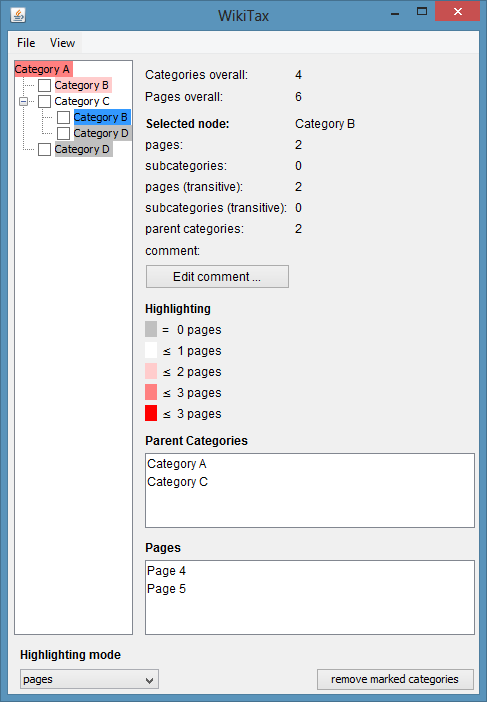 WikiTax
File View
Category A
Category B
Category C
Category B
Category D
Category D
Categories overall: 4
Pages overall: 6
Selected node: Category B
pages: 2
subcategories: 0
pages (transitive): 2
subcategories (transitive): 0
parent categories: 2
comment:
Edit comment ...
Highlighting
= 0 pages
≤ 1 pages
≤ 2 pages
≤ 3 pages
≤ 3 pages
Parent Categories
Category A
Category C
Pages
Page 4
Page 5
Highlighting mode
pages
remove marked categories